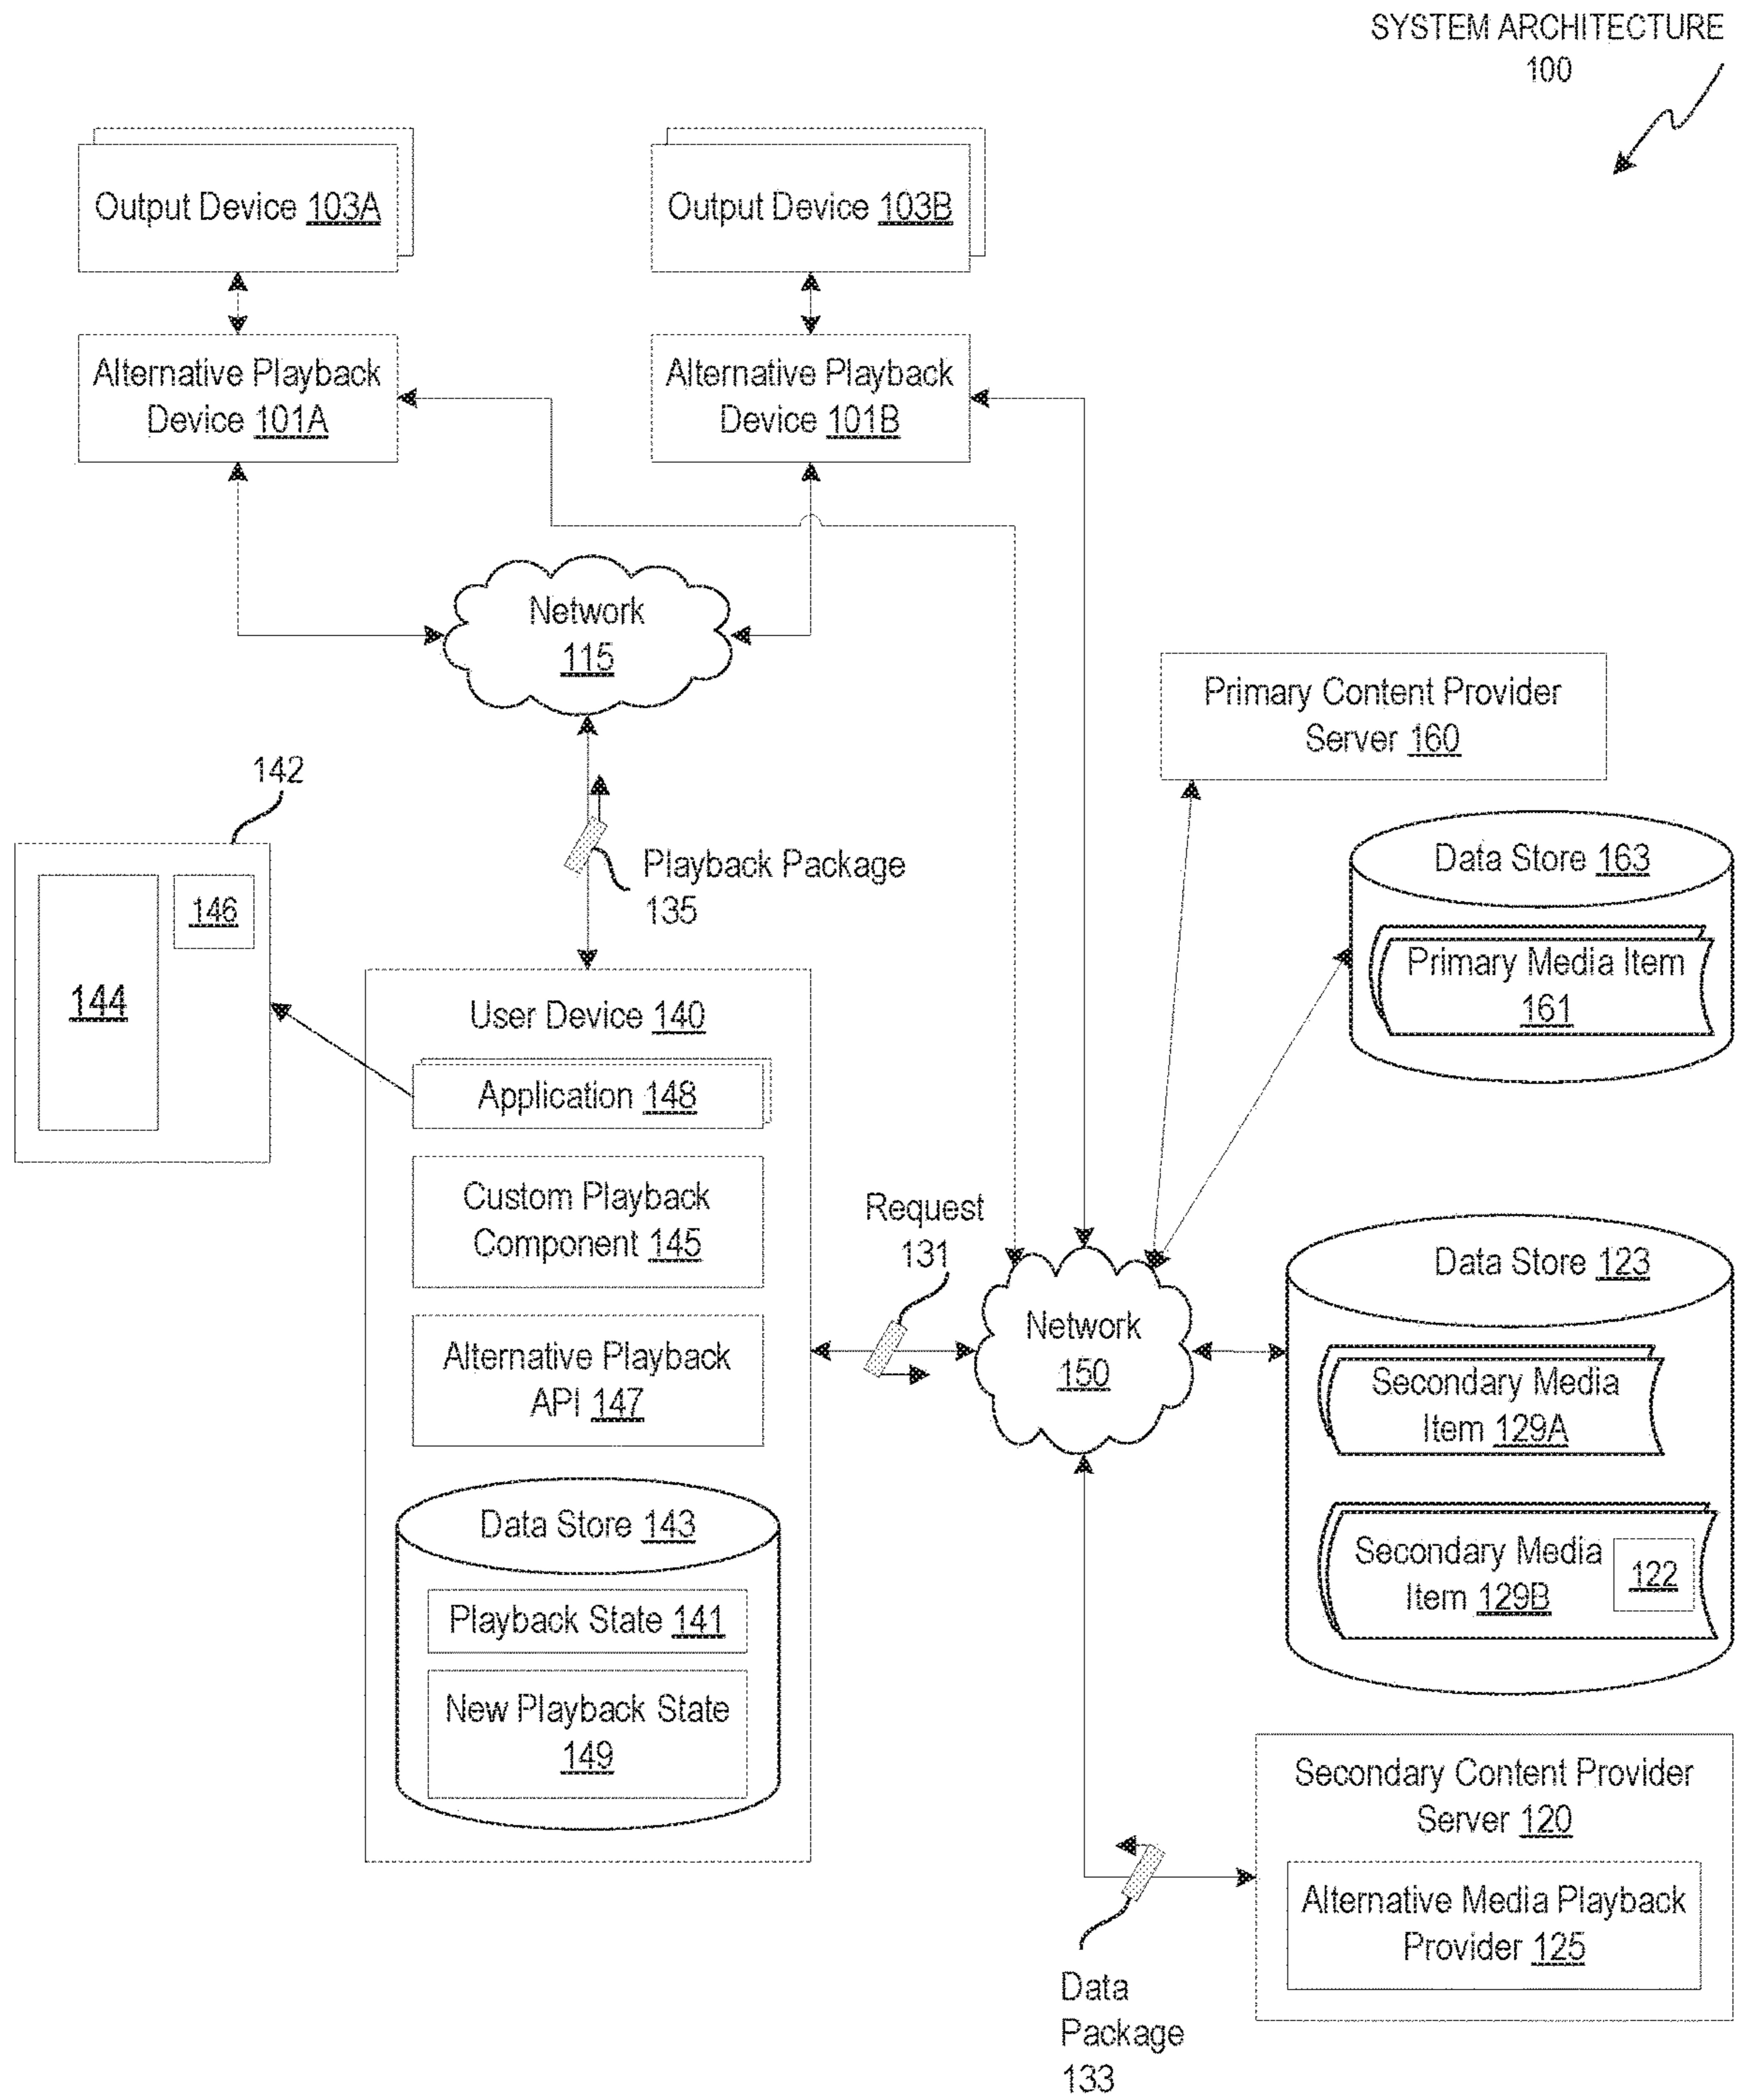 SYSTEM ARCHITECTURE
100
Output Device 103A
Output Device 103B
Alternative Playback
Device 101A
Alternative Playback
Device 101B
Network
115
Primary Content Provider
Server 160
142
Playback Package
135
146
144
Data Store 163
Primary Media Item
161
User Device 140
Application 148
Custom Playback
Component 145
Request
131
Alternative Playback
API 147
Network
150
Data Store 123
Secondary Media
Item 129A
Secondary Media
Item 129B
122
Data Store 143
Playback State 141
New Playback State
149
Secondary Content Provider
Server 120
Alternative Media Playback
Provider 125
Data
Package
133